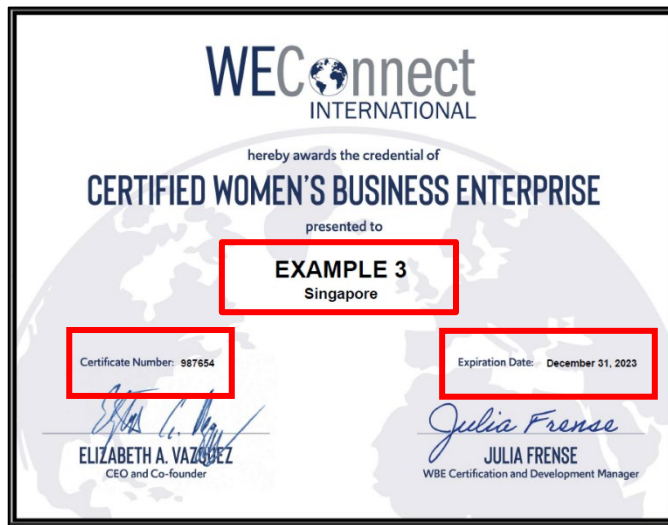 WEConnect
INTERNATIONAL
hereby awards the credential of
CERTIFIED WOMEN'S BUSINESS ENTERPRISE
presented to
EXAMPLE 3
Singapore
Certificate Number: 987654
Expiration Date: December 31, 2023
Julia Frense
ELIZABETH A. VAZQUEZ
CEO and Co-founder
JULIA FRENSE
WBE Certification and Development Manager